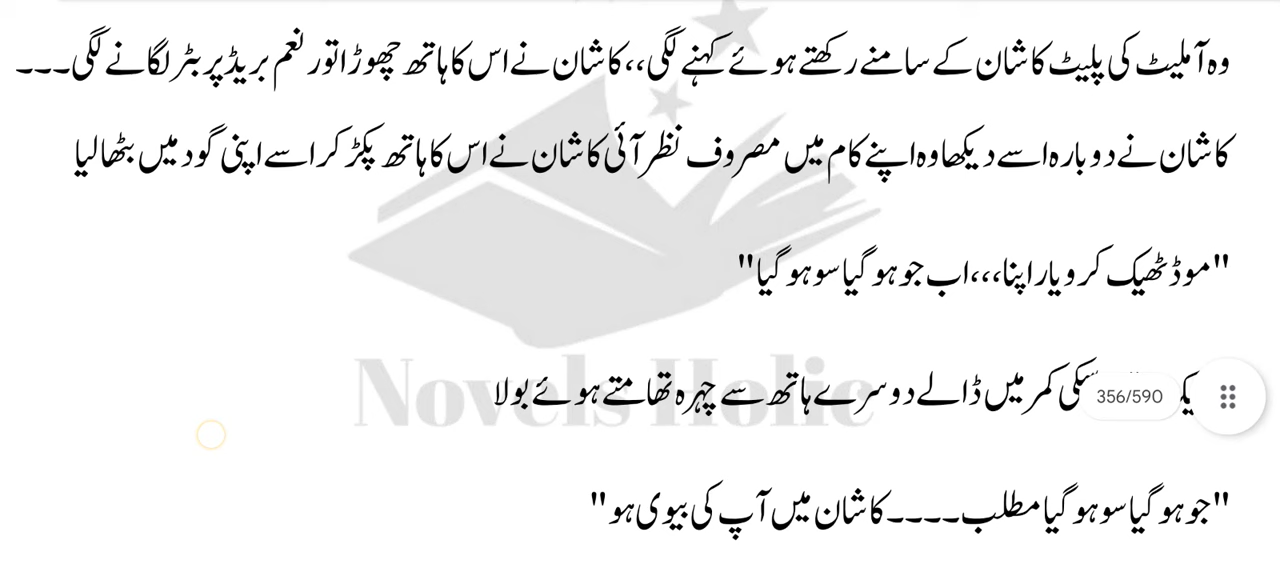 وہ آملیٹ کی پلیٹ کاشان کے سامنے رکھتے ہوئے کہنے لگی،، کاشان نے اس کا ہاتھ چھوڑا تو نعم بریڈ پر بٹر لگانے لگی۔۔۔
کاشان نے دوبارہ اسے دیکھا وہ اپنے کام میں مصروف نظر آئی کاشان نے اس کا ہاتھ پکڑ کر اسے اپنی گود میں بٹھا لیا
"موڈ ٹھیک کرو یار اپنا،،، اب جو ہو گیا سو ہو گیا"
کمر میں ڈالے دوسرے ہاتھ سے چہرہ تھامتے ہوئے بولا
356/590
"جو ہو گیا سو ہو گیا مطلب۔۔۔۔ کاشان میں آپ کی بیوی ہو"
Novels Holic